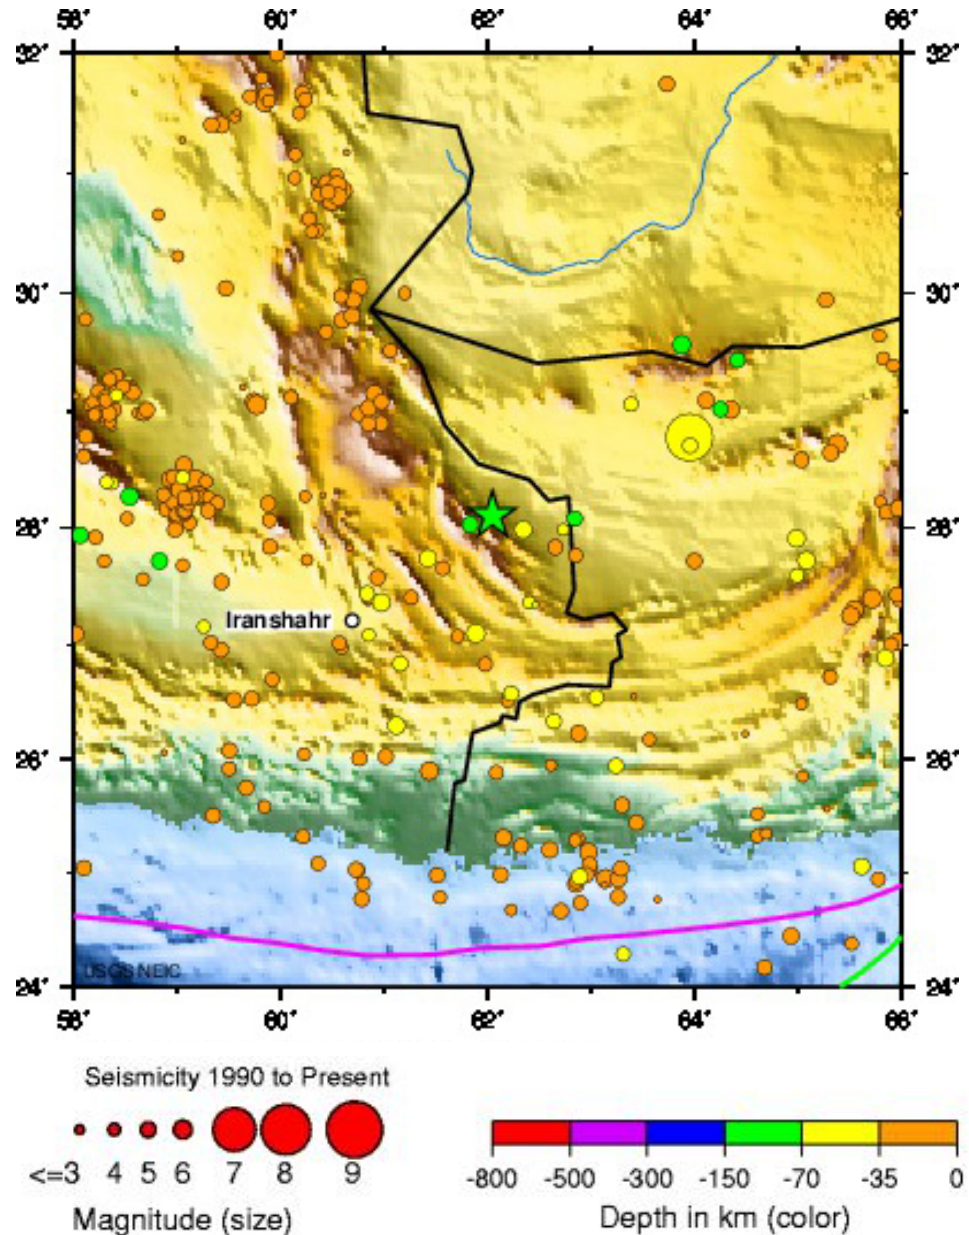 58° 60° 62° 64° 66°
32° 32°
30° 30°
28° 28°
Iranshahr
26° 26°
USGS NEIC
24° 24°
58° 60° 62° 64° 66°
Seismicity 1990 to Present
<=3 4 5 6 7 8 9
Magnitude (size)
-800 -500 -300 -150 -70 -35 0
Depth in km (color)